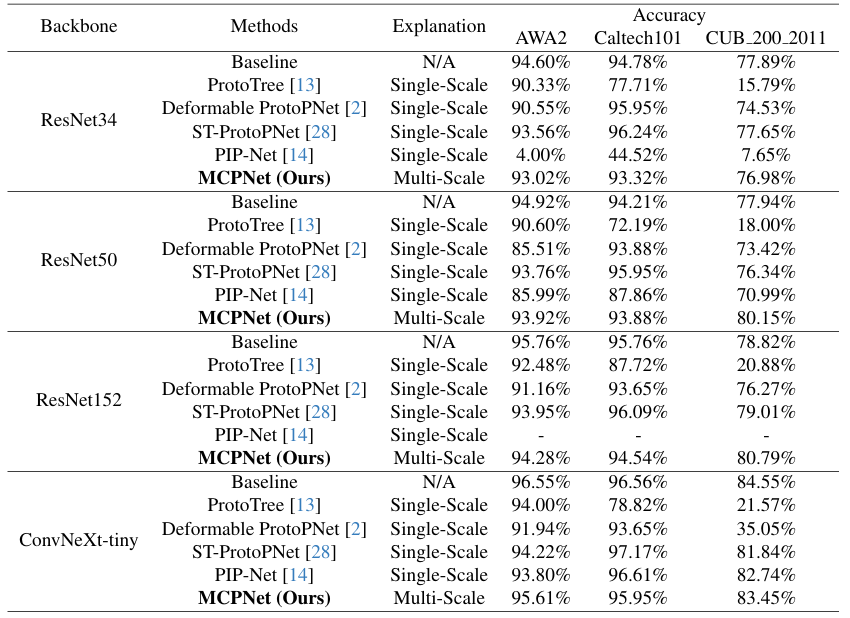 Backbone Methods Explanation Accuracy
AWA2 Caltech101 CUB_200_2011
ResNet34
Baseline N/A 94.60% 94.78% 77.89%
ProtoTree [13] Single-Scale 90.33% 77.71% 15.79%
Deformable ProtoPNet [2] Single-Scale 90.55% 95.95% 74.53%
ST-ProtoPNet [28] Single-Scale 93.56% 96.24% 77.65%
PIP-Net [14] Single-Scale 4.00% 44.52% 7.65%
MCPNet (Ours) Multi-Scale 93.02% 93.32% 76.98%
ResNet50
Baseline N/A 94.92% 94.21% 77.94%
ProtoTree [13] Single-Scale 90.60% 72.19% 18.00%
Deformable ProtoPNet [2] Single-Scale 85.51% 93.88% 73.42%
ST-ProtoPNet [28] Single-Scale 93.76% 95.95% 76.34%
PIP-Net [14] Single-Scale 85.99% 87.86% 70.99%
MCPNet (Ours) Multi-Scale 93.92% 93.88% 80.15%
ResNet152
Baseline N/A 95.76% 95.76% 78.82%
ProtoTree [13] Single-Scale 92.48% 87.72% 20.88%
Deformable ProtoPNet [2] Single-Scale 91.16% 93.65% 76.27%
ST-ProtoPNet [28] Single-Scale 93.95% 96.09% 79.01%
PIP-Net [14] Single-Scale - - -
MCPNet (Ours) Multi-Scale 94.28% 94.54% 80.79%
ConvNeXt-tiny
Baseline N/A 96.55% 96.56% 84.55%
ProtoTree [13] Single-Scale 94.00% 78.82% 21.57%
Deformable ProtoPNet [2] Single-Scale 91.94% 93.65% 35.05%
ST-ProtoPNet [28] Single-Scale 94.22% 97.17% 81.84%
PIP-Net [14] Single-Scale 93.80% 96.61% 82.74%
MCPNet (Ours) Multi-Scale 95.61% 95.95% 83.45%